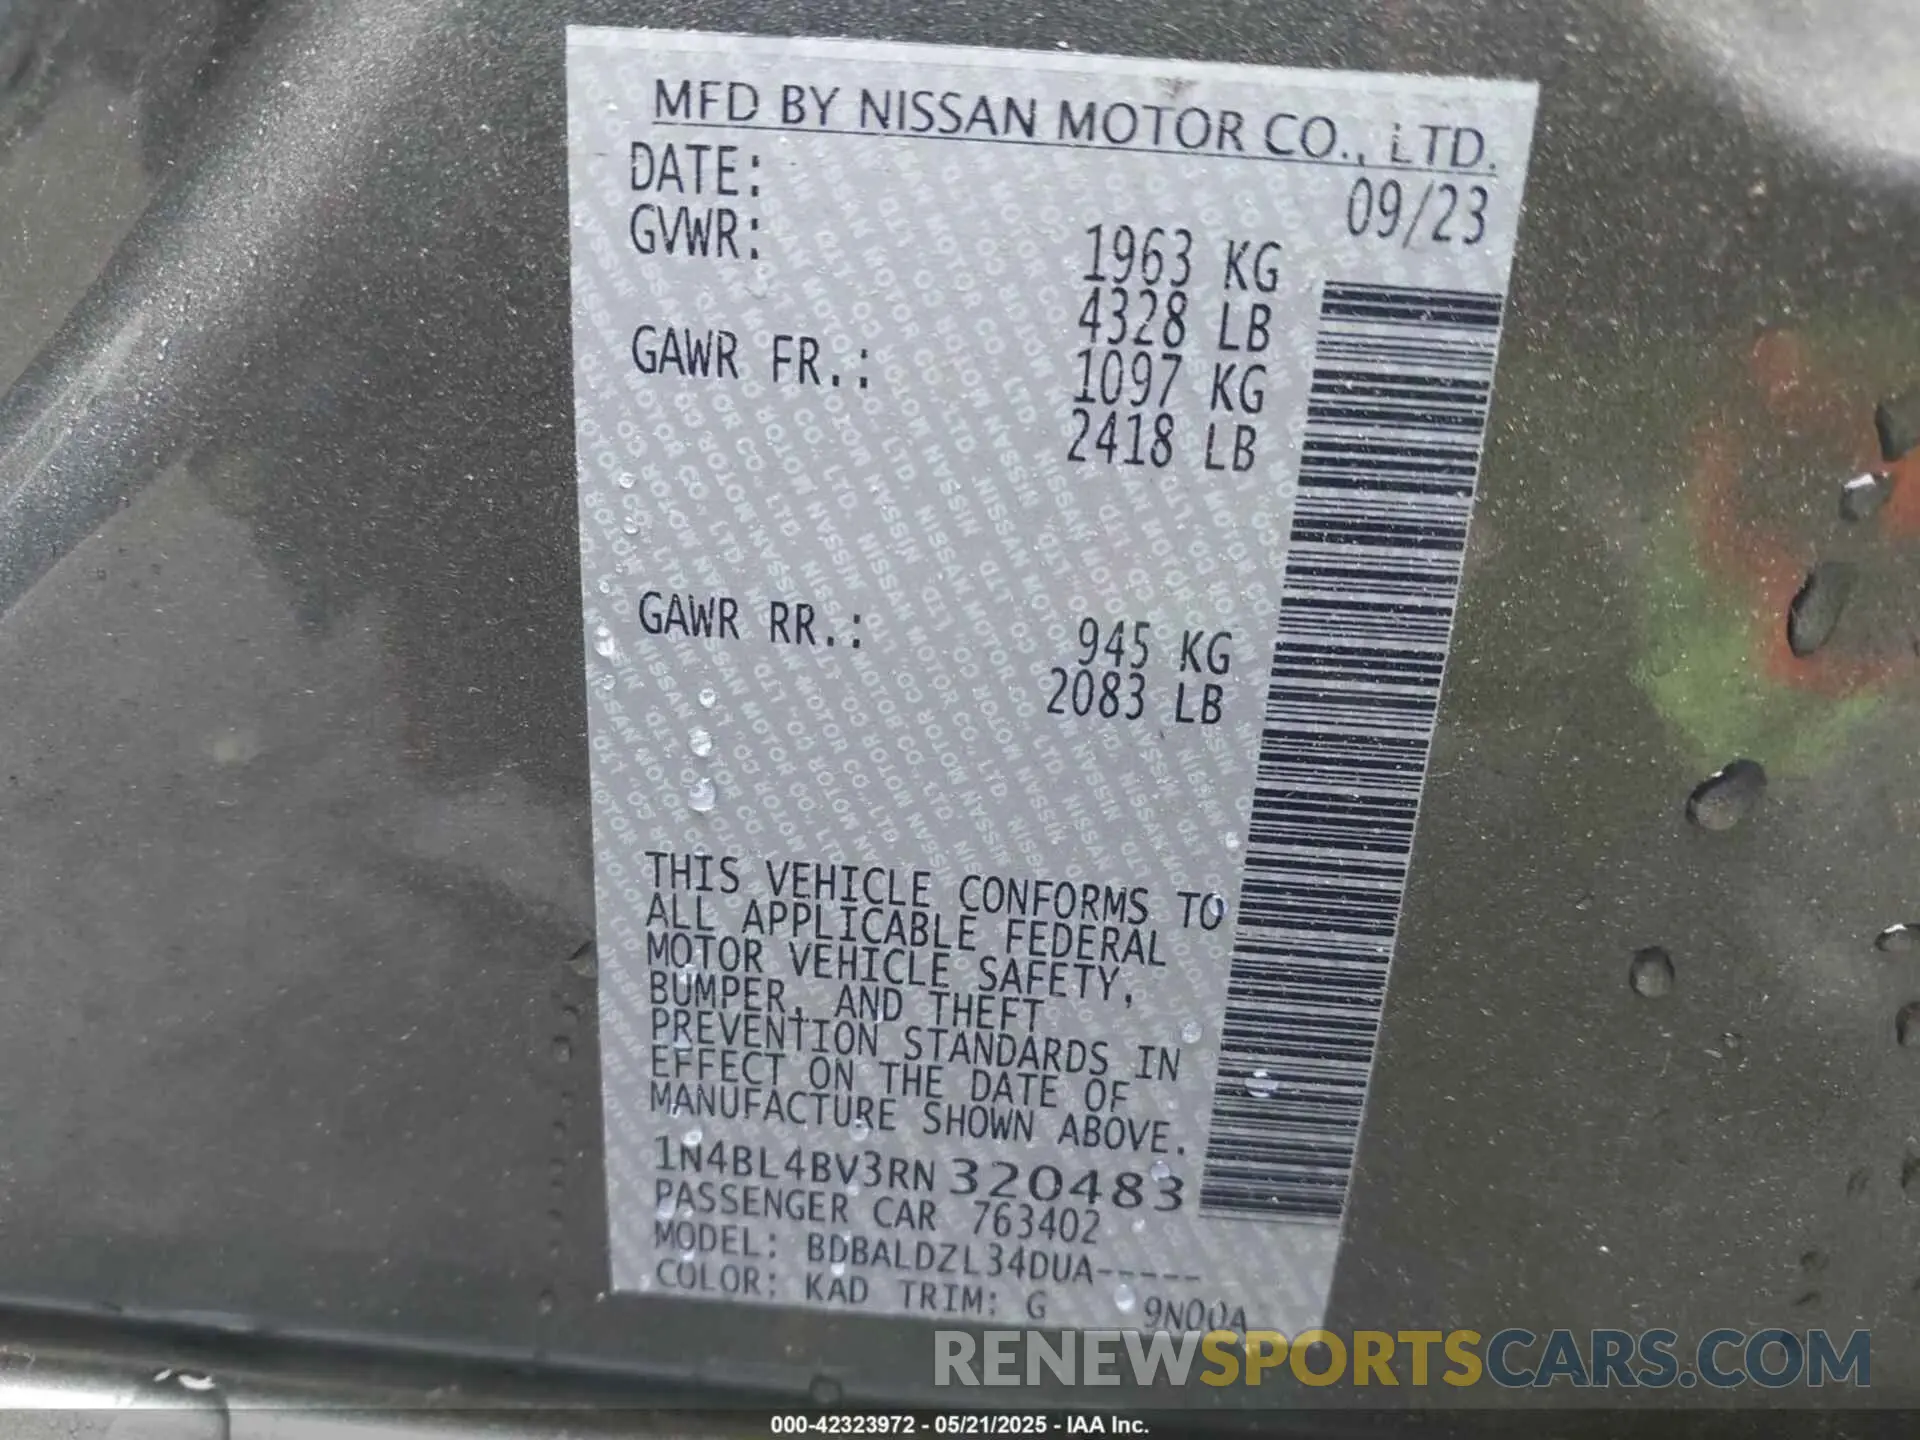 MFD BY NISSAN MOTOR CO., LTD.
DATE: 09/23
GVWR: 1963 KG
4328 LB
GAWR FR.: 1097 KG
2418 LB
GAWR RR.: 945 KG
2083 LB
THIS VEHICLE CONFORMS TO
ALL APPLICABLE FEDERAL
MOTOR VEHICLE SAFETY,
BUMPER, AND THEFT
PREVENTION STANDARDS IN
EFFECT ON THE DATE OF
MANUFACTURE SHOWN ABOVE.
1N4BL4BV3RN320483
PASSENGER CAR 763402
MODEL: BDBALDZL34DUA-----
COLOR: KAD TRIM: G 9N00A
RENEWSPORTSCARS.COM
000-42323972 - 05/21/2025 - IAA Inc.